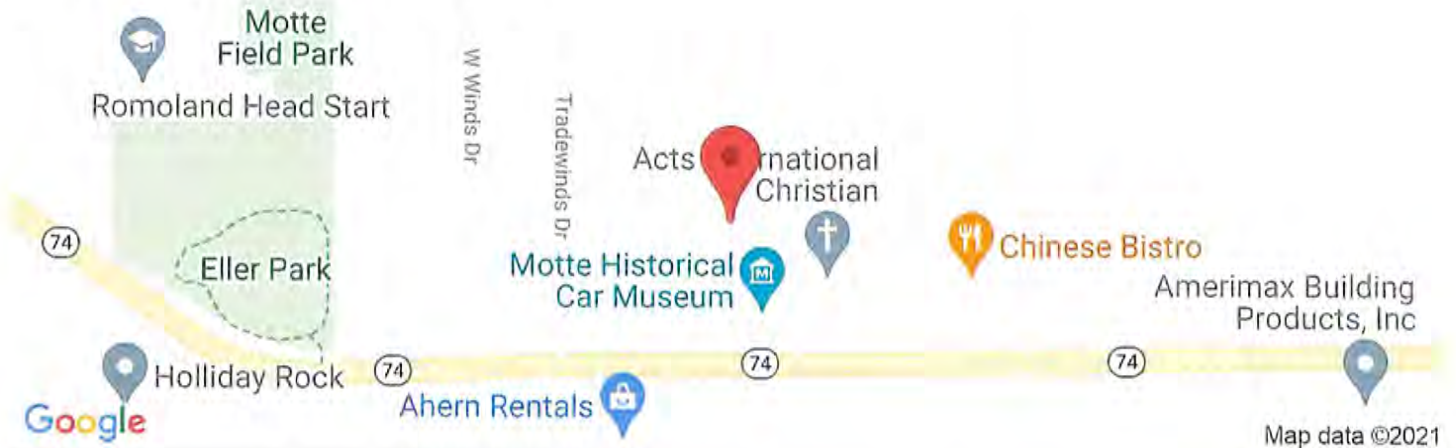 Motte
Field Park
Romoland Head Start
W Winds Dr
Tradewinds Dr
Acts rnational
Christian
74
Eller Park
Motte Historical
Car Museum
M
Chinese Bistro
Amerimax Building
Products, Inc
Holliday Rock
74
74
74
Ahern Rentals
Google
Map data ©2021